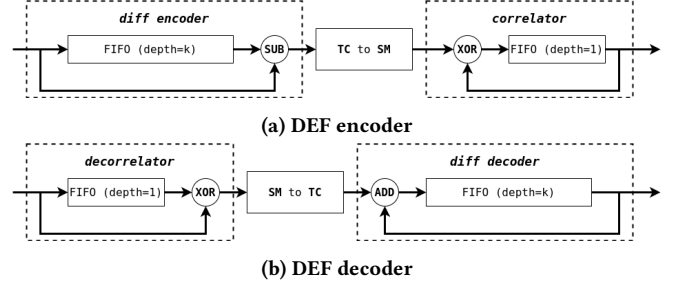 diff encoder
correlator
FIFO (depth=k)
SUB
TC to SM
XOR
FIFO (depth=1)
(a) DEF encoder
decorrelator
diff decoder
FIFO (depth=1)
XOR
SM to TC
ADD
FIFO (depth=k)
(b) DEF decoder